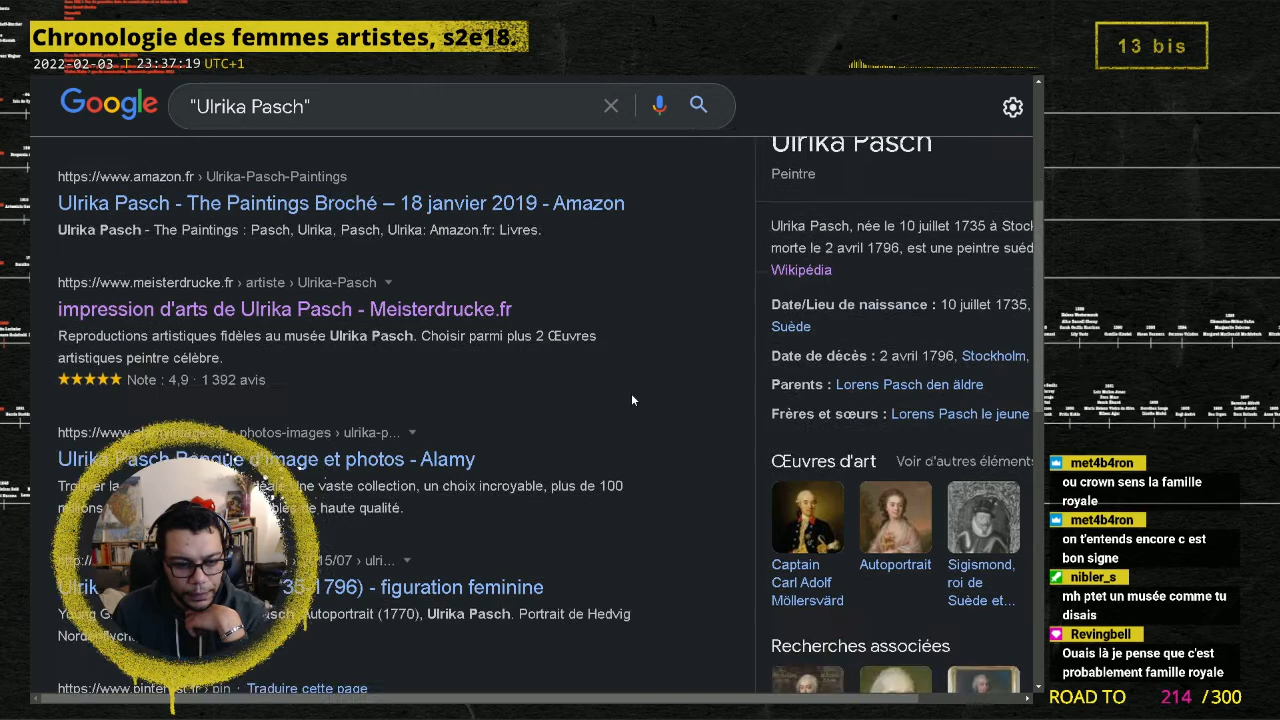 Chronologie des femmes artistes, s2e18.
2022-02-03 T 23:37:19 UTC+1
13 bis
Google
"Ulrika Pasch"
https://www.amazon.fr › Ulrika-Pasch-Paintings
Ulrika Pasch - The Paintings Broché – 18 janvier 2019 - Amazon
Ulrika Pasch - The Paintings : Pasch, Ulrika, Pasch, Ulrika: Amazon.fr: Livres.
https://www.meisterdrucke.fr › artiste › Ulrika-Pasch
impression d'arts de Ulrika Pasch - Meisterdrucke.fr
Reproductions artistiques fidèles au musée Ulrika Pasch. Choisir parmi plus 2 Œuvres
artistiques peintre célèbre.
★★★★★ Note : 4,9 · 1 392 avis
photos-images › ulrika-p...
Ulrika Pasch Banque d'image et photos - Alamy
une vaste collection, un choix incroyable, plus de 100
de haute qualité.
15/07 › ulri...
Ulrik 35-1796) - figuration feminine
Autoportrait (1770), Ulrika Pasch. Portrait de Hedvig
https://www.pinterest.fr › pin · Traduire cette page
Ulrika Pasch
Peintre
Ulrika Pasch, née le 10 juillet 1735 à Stock
morte le 2 avril 1796, est une peintre suéd
Wikipédia
Date/Lieu de naissance : 10 juillet 1735,
Suède
Date de décès : 2 avril 1796, Stockholm,
Parents : Lorens Pasch den äldre
Frères et sœurs : Lorens Pasch le jeune
Œuvres d'art Voir d'autres éléments
Captain
Carl Adolf
Möllersvärd
Autoportrait
Sigismond,
roi de
Suède et...
Recherches associées
met4b4ron
ou crown sens la famille
royale
met4b4ron
on t'entends encore c est
bon signe
nibler_s
mh ptet un musée comme tu
disais
Revingbell
Ouais là je pense que c'est
probablement famille royale
ROAD TO 214 /300